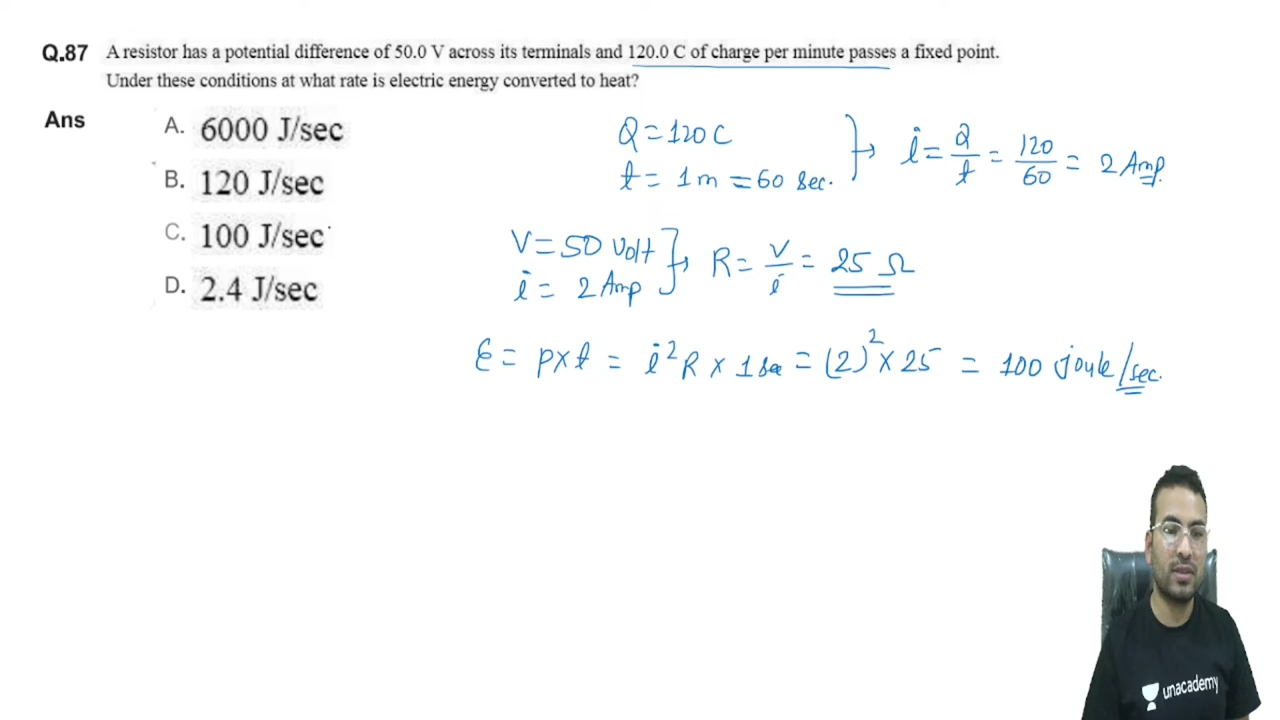 Q.87 A resistor has a potential difference of 50.0 V across its terminals and 120.0 C of charge per minute passes a fixed point.
Under these conditions at what rate is electric energy converted to heat?
Ans
A. 6000 J/sec
B. 120 J/sec
C. 100 J/sec
D. 2.4 J/sec
Q = 120 C
t = 1m = 60 sec.
} → i = Q/t = 120/60 = 2 Amp.
V = 50 Volt
i = 2 Amp
} → R = V/i = 25 Ω
E = P×t = i²R × 1 sec = (2)² × 25 = 100 joule/sec.
unacademy